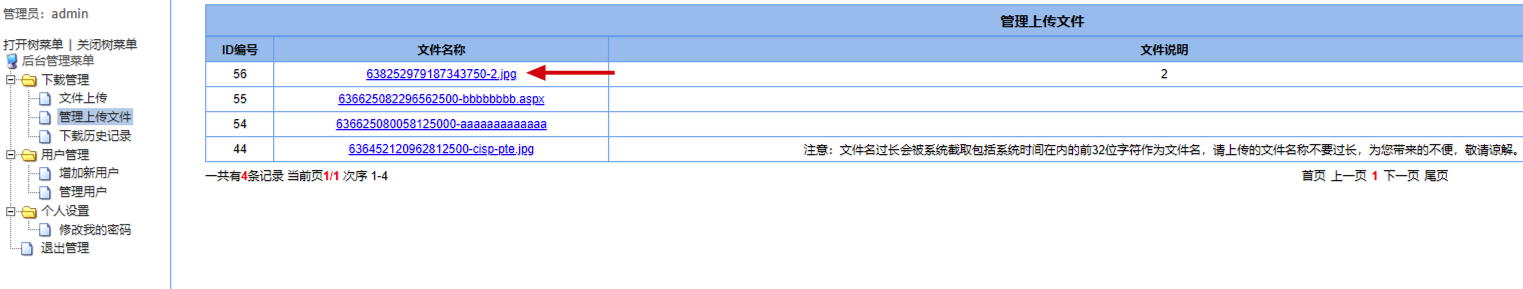 管理员：admin
打开树菜单 | 关闭树菜单
后台管理菜单
下载管理
文件上传
管理上传文件
下载历史记录
用户管理
增加新用户
管理用户
个人设置
修改我的密码
退出管理
管理上传文件
ID编号 文件名称 文件说明
56 638252979187343750-2.jpg 2
55 636625082296562500-bbbbbbbb.aspx
54 636625080058125000-aaaaaaaaaaaaa
44 636452120962812500-cisp-pte.jpg 注意：文件名过长会被系统截取包括系统时间在内的前32位字符作为文件名，请上传的文件名称不要过长，为您带来的不便，敬请谅解。
一共有4条记录 当前页1/1 次序 1-4 首页 上一页 1 下一页 尾页